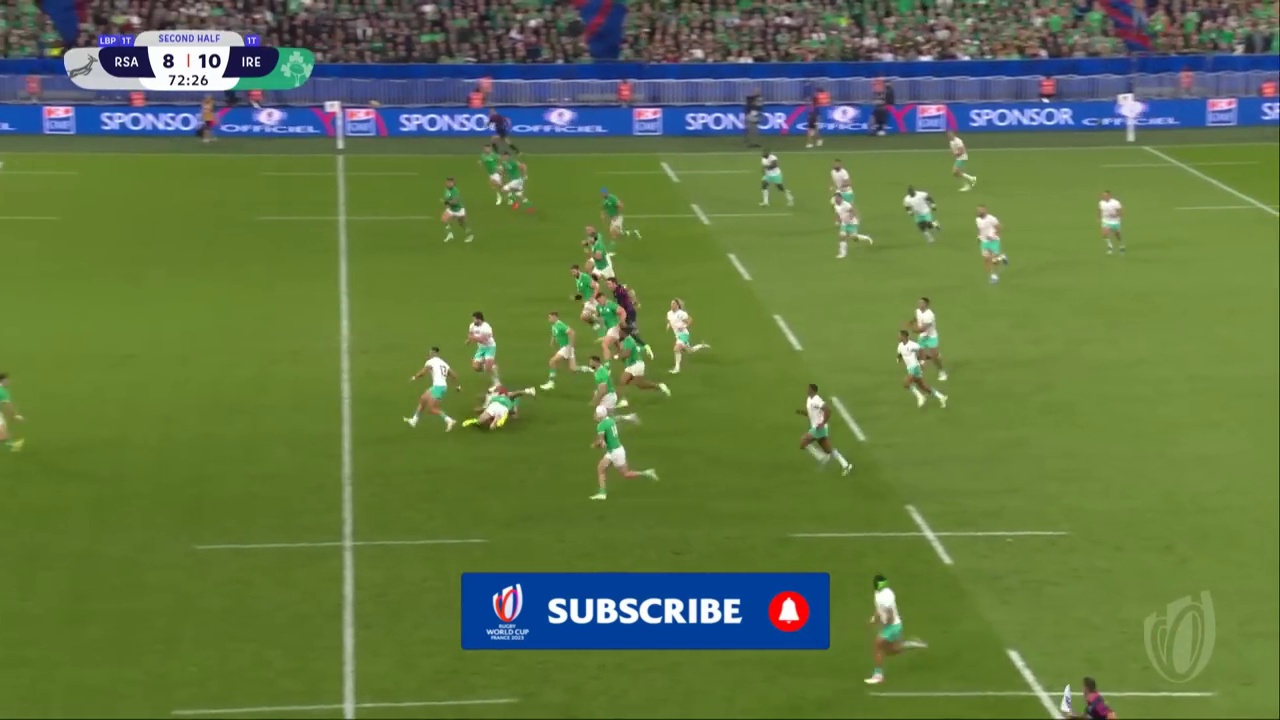 LBP 1T SECOND HALF 1T
RSA 8 10 IRE
72:26
SPONSOR OFFICIEL SPONSOR OFFICIEL SPONSOR OFFICIEL SPONSOR OFFICIEL
12
RUGBY
WORLD CUP
FRANCE 2023
SUBSCRIBE